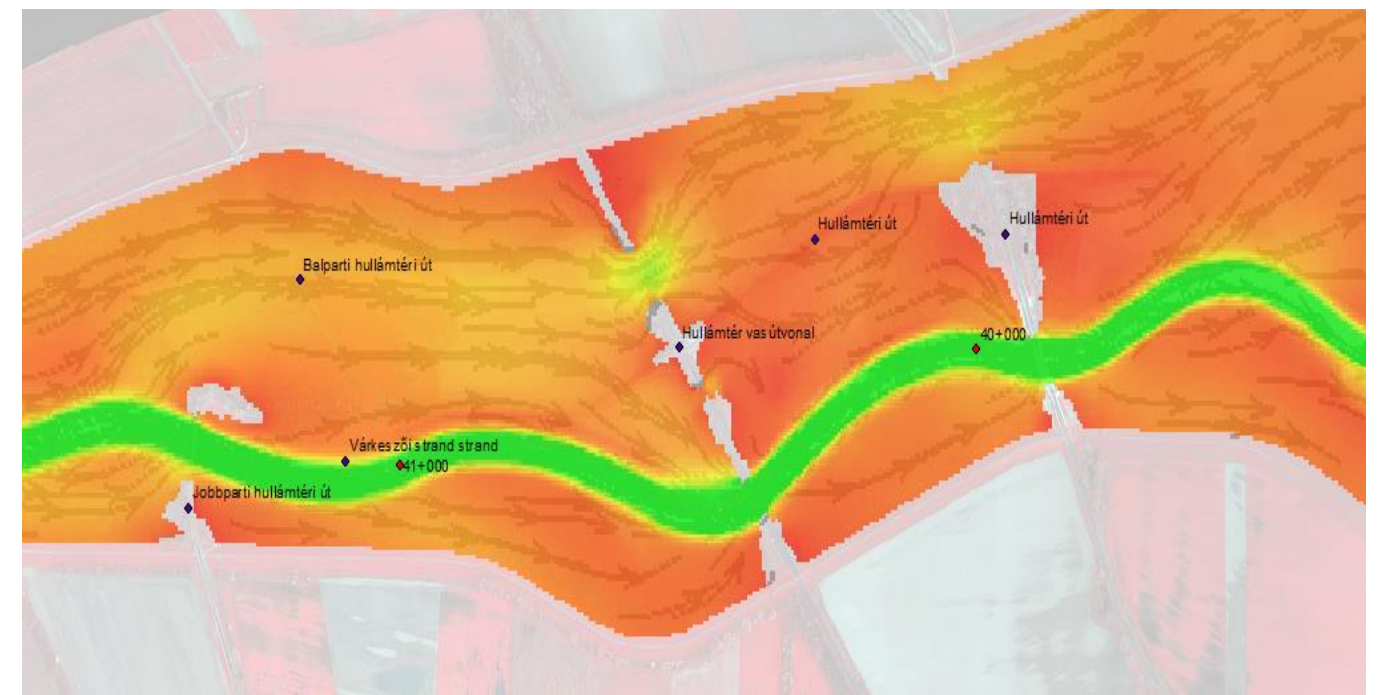 Hullámtéri út
Hullámtéri út
Balparti hullámtéri út
Hullámtér vasútvonal
40+000
Várkeszői strand strand
41+000
Jobbparti hullámtéri út